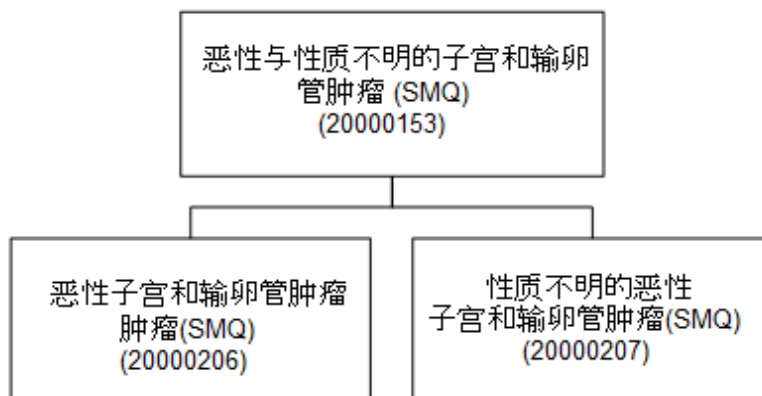 恶性与性质不明的子宫和输卵
管肿瘤 (SMQ)
(20000153)
恶性子宫和输卵管肿瘤
肿瘤(SMQ)
(20000206)
性质不明的恶性
子宫和输卵管肿瘤(SMQ)
(20000207)